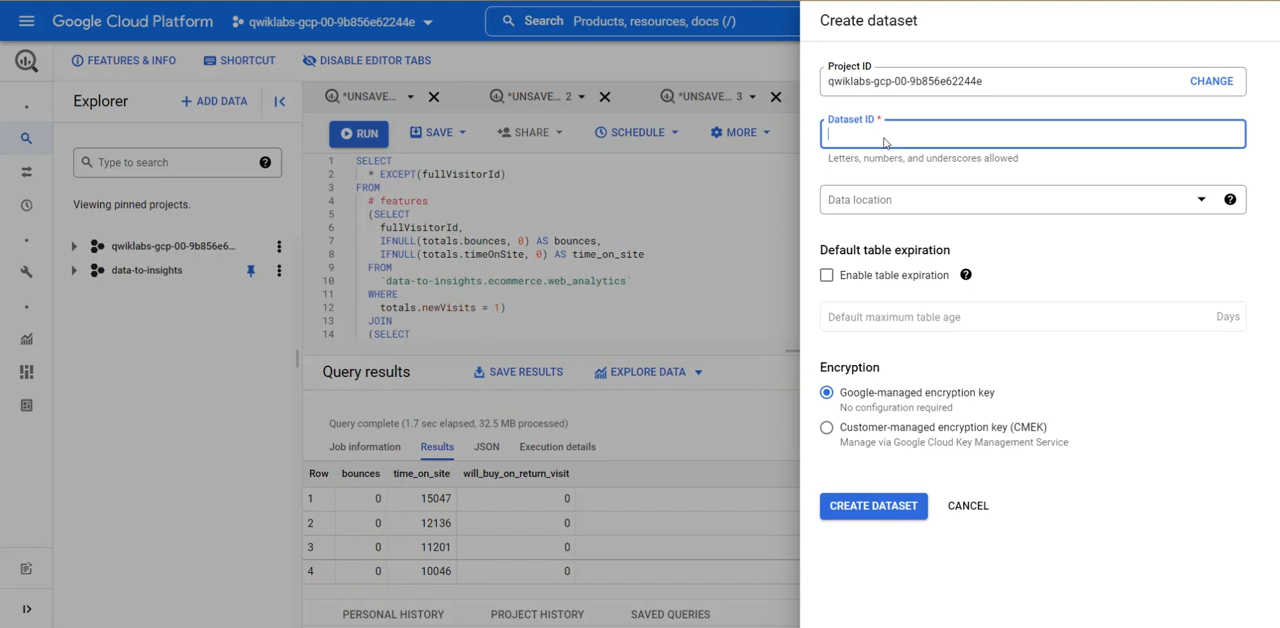 Google Cloud Platform
qwiklabs-gcp-00-9b856e62244e
Search Products, resources, docs (/)
FEATURES & INFO
SHORTCUT
DISABLE EDITOR TABS
Explorer
+ ADD DATA
Type to search
Viewing pinned projects.
qwiklabs-gcp-00-9b856e6...
data-to-insights
*UNSAVE...
*UNSAVE... 2
*UNSAVE... 3
RUN
SAVE
SHARE
SCHEDULE
MORE
1 SELECT
2 * EXCEPT(fullVisitorId)
3 FROM
4 # features
5 (SELECT
6 fullVisitorId,
7 IFNULL(totals.bounces, 0) AS bounces,
8 IFNULL(totals.timeOnSite, 0) AS time_on_site
9 FROM
10 `data-to-insights.ecommerce.web_analytics`
11 WHERE
12 totals.newVisits = 1)
13 JOIN
14 (SELECT
Query results
SAVE RESULTS
EXPLORE DATA
Query complete (1.7 sec elapsed, 32.5 MB processed)
Job information Results JSON Execution details
Row bounces time_on_site will_buy_on_return_visit
1 0 15047 0
2 0 12136 0
3 0 11201 0
4 0 10046 0
PERSONAL HISTORY PROJECT HISTORY SAVED QUERIES
Create dataset
Project ID
qwiklabs-gcp-00-9b856e62244e
CHANGE
Dataset ID *
Letters, numbers, and underscores allowed
Data location
Default table expiration
Enable table expiration
Default maximum table age
Days
Encryption
Google-managed encryption key
No configuration required
Customer-managed encryption key (CMEK)
Manage via Google Cloud Key Management Service
CREATE DATASET
CANCEL